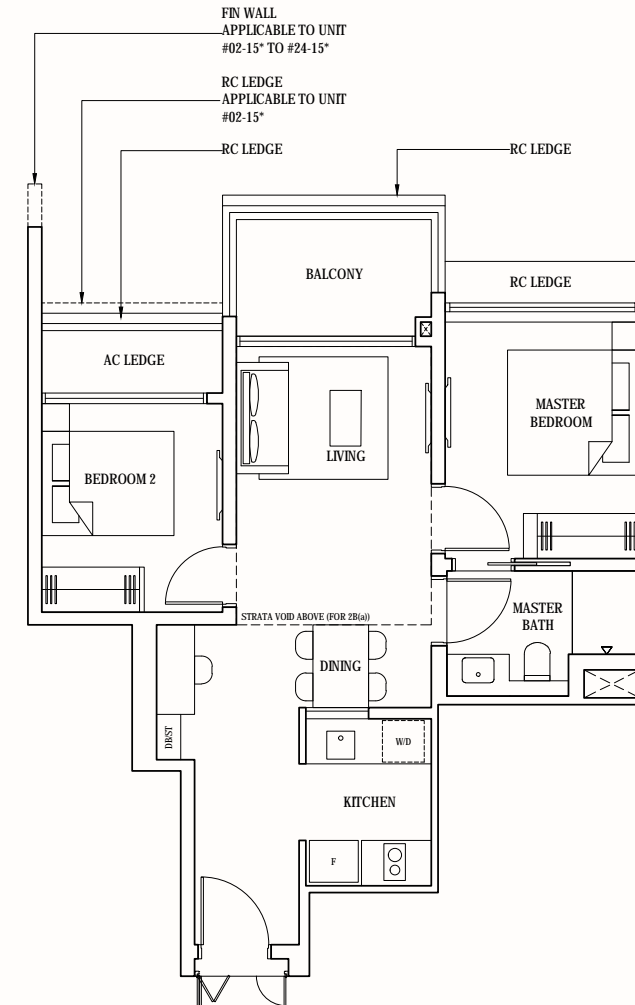 FIN WALL
APPLICABLE TO UNIT
#02-15* TO #24-15*
RC LEDGE
APPLICABLE TO UNIT
#02-15*
RC LEDGE
RC LEDGE
BALCONY
RC LEDGE
AC LEDGE
MASTER
BEDROOM
LIVING
BEDROOM 2
STRATA VOID ABOVE (FOR 2B(a))
MASTER
BATH
DINING
DB/ST
W/D
KITCHEN
F